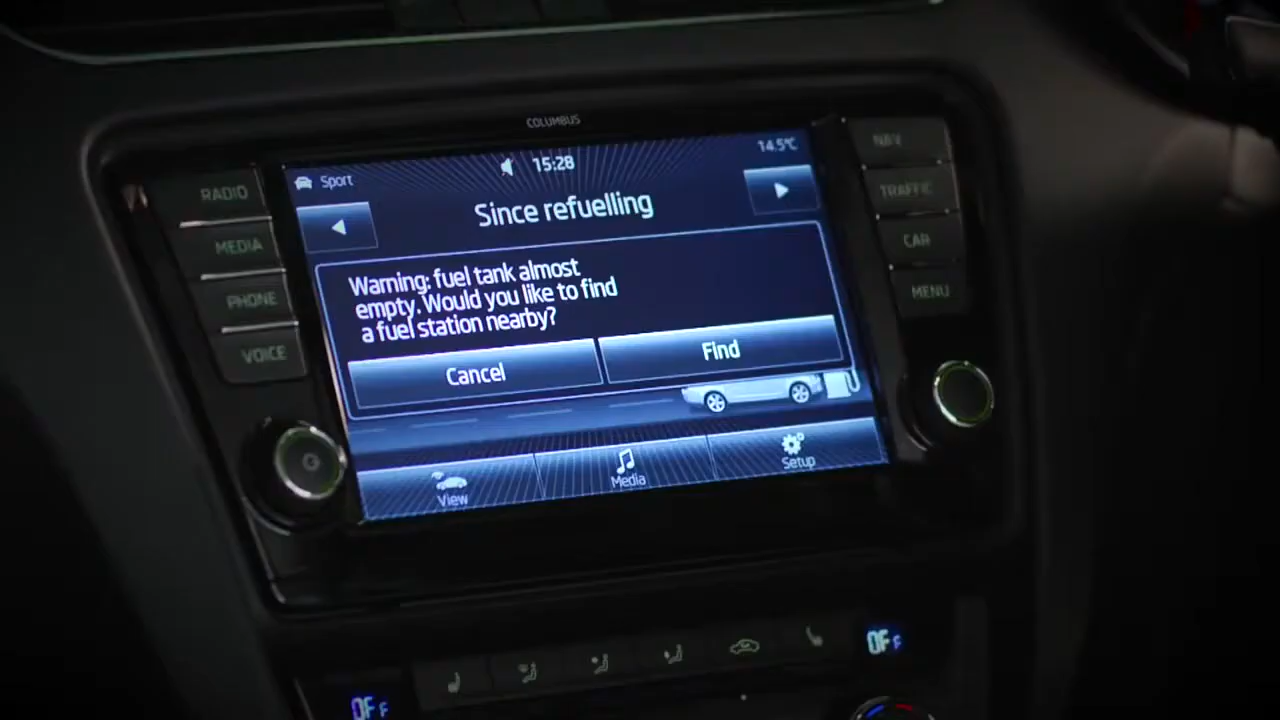 COLUMBUS
Sport
15:28
14.5°C
Since refuelling
Warning: fuel tank almost
empty. Would you like to find
a fuel station nearby?
Cancel
Find
View
Media
Setup
RADIO
MEDIA
PHONE
VOICE
NAV
TRAFFIC
CAR
MENU
OFF
OFF